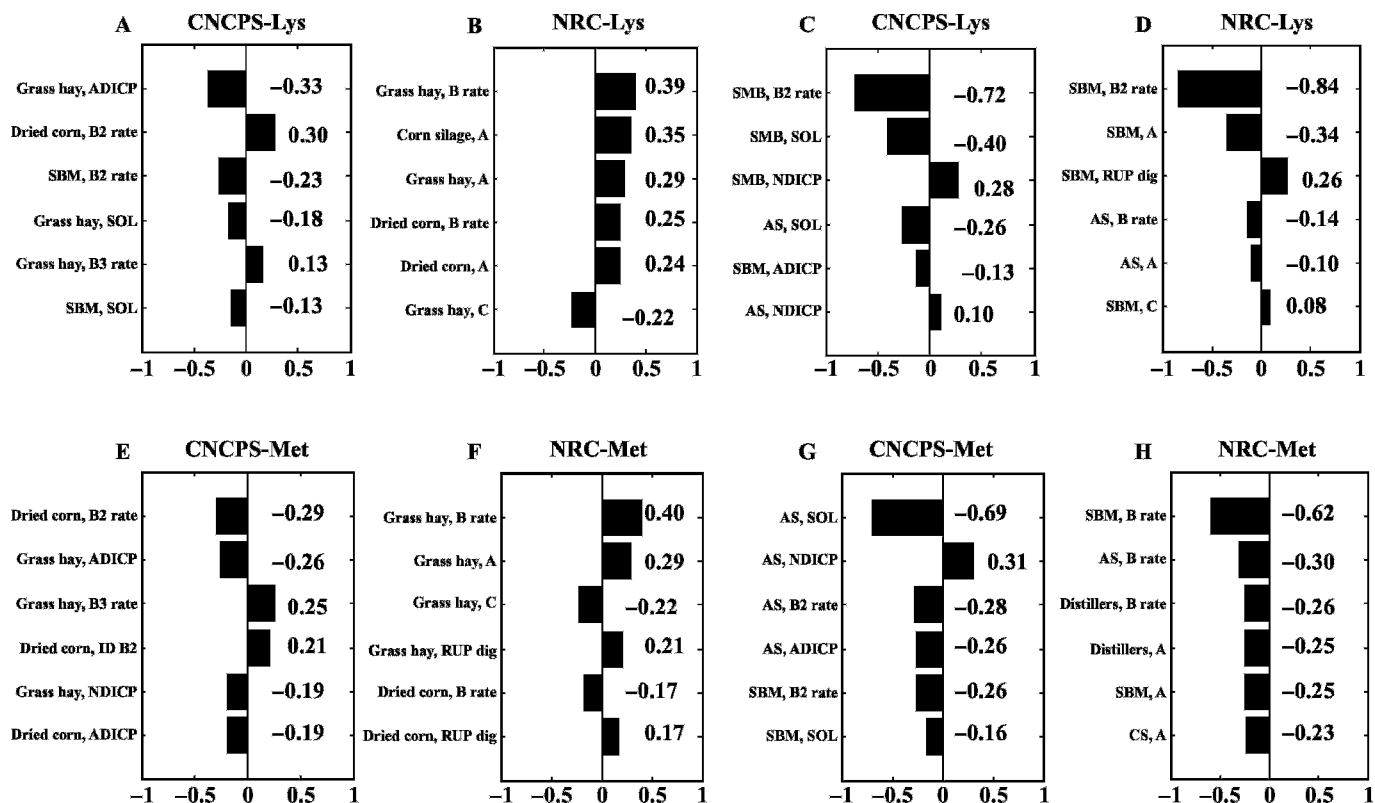 A CNCPS-Lys
Grass hay, ADICP −0.33
Dried corn, B2 rate 0.30
SBM, B2 rate −0.23
Grass hay, SOL −0.18
Grass hay, B3 rate 0.13
SBM, SOL −0.13
−1 −0.5 0 0.5 1
B NRC-Lys
Grass hay, B rate 0.39
Corn silage, A 0.35
Grass hay, A 0.29
Dried corn, B rate 0.25
Dried corn, A 0.24
Grass hay, C −0.22
−1 −0.5 0 0.5 1
C CNCPS-Lys
SMB, B2 rate −0.72
SMB, SOL −0.40
SMB, NDICP 0.28
AS, SOL −0.26
SBM, ADICP −0.13
AS, NDICP 0.10
−1 −0.5 0 0.5 1
D NRC-Lys
SBM, B2 rate −0.84
SBM, A −0.34
SBM, RUP dig 0.26
AS, B rate −0.14
AS, A −0.10
SBM, C 0.08
−1 −0.5 0 0.5 1
E CNCPS-Met
Dried corn, B2 rate −0.29
Grass hay, ADICP −0.26
Grass hay, B3 rate 0.25
Dried corn, ID B2 0.21
Grass hay, NDICP −0.19
Dried corn, ADICP −0.19
−1 −0.5 0 0.5 1
F NRC-Met
Grass hay, B rate 0.40
Grass hay, A 0.29
Grass hay, C −0.22
Grass hay, RUP dig 0.21
Dried corn, B rate −0.17
Dried corn, RUP dig 0.17
−1 −0.5 0 0.5 1
G CNCPS-Met
AS, SOL −0.69
AS, NDICP 0.31
AS, B2 rate −0.28
AS, ADICP −0.26
SBM, B2 rate −0.26
SBM, SOL −0.16
−1 −0.5 0 0.5 1
H NRC-Met
SBM, B rate −0.62
AS, B rate −0.30
Distillers, B rate −0.26
Distillers, A −0.25
SBM, A −0.25
CS, A −0.23
−1 −0.5 0 0.5 1